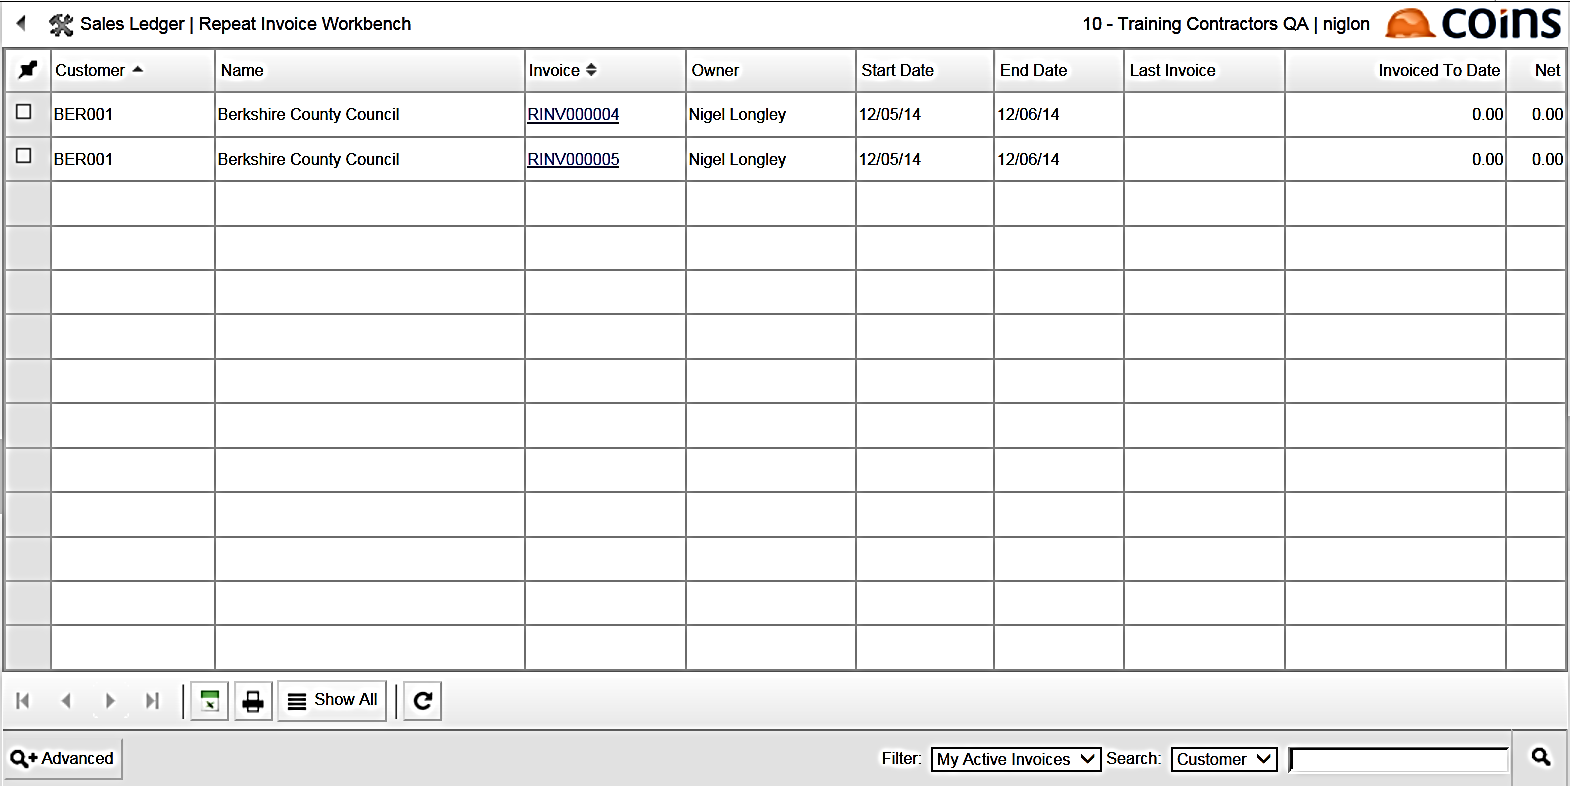 Sales Ledger | Repeat Invoice Workbench 10 - Training Contractors QA | niglon coins
Customer Name Invoice Owner Start Date End Date Last Invoice Invoiced To Date Net
BER001 Berkshire County Council RINV000004 Nigel Longley 12/05/14 12/06/14 0.00 0.00
BER001 Berkshire County Council RINV000005 Nigel Longley 12/05/14 12/06/14 0.00 0.00
Show All
Advanced Filter: My Active Invoices Search: Customer